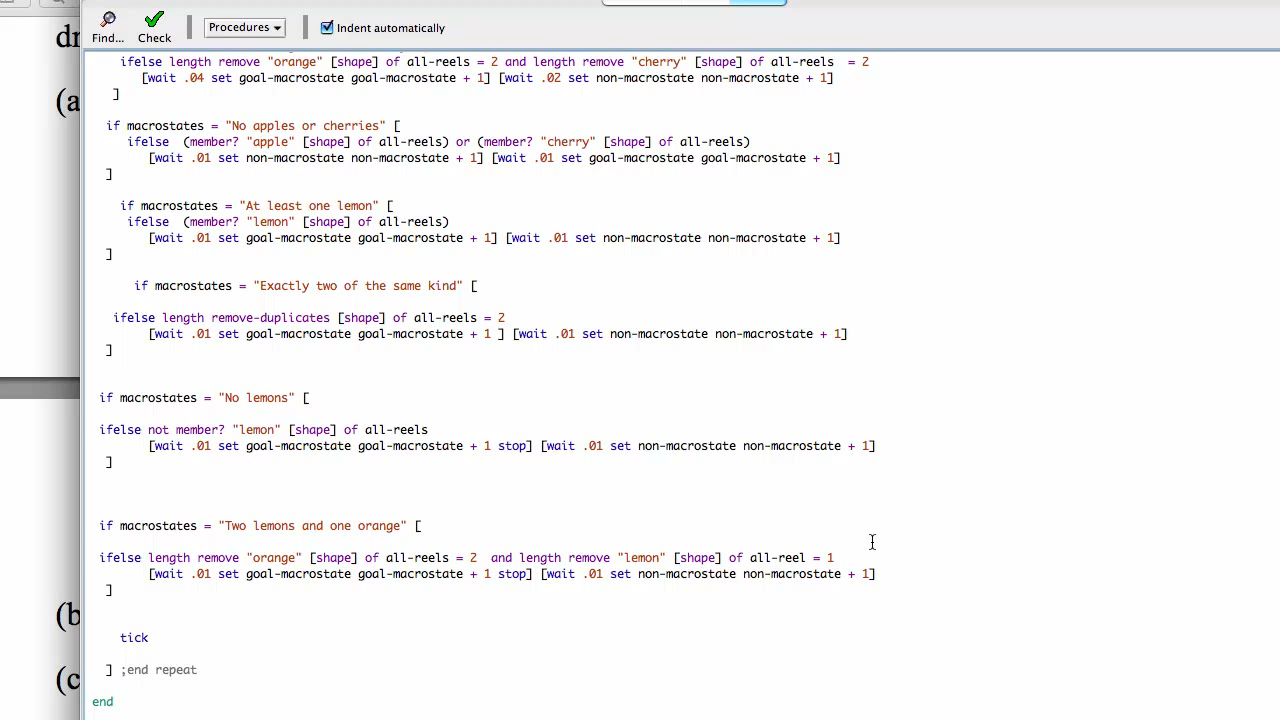 dr
(a
(b
(c
Find... Check Procedures Indent automatically
ifelse length remove "orange" [shape] of all-reels = 2 and length remove "cherry" [shape] of all-reels = 2
[wait .04 set goal-macrostate goal-macrostate + 1] [wait .02 set non-macrostate non-macrostate + 1]
]
if macrostates = "No apples or cherries" [
ifelse (member? "apple" [shape] of all-reels) or (member? "cherry" [shape] of all-reels)
[wait .01 set non-macrostate non-macrostate + 1] [wait .01 set goal-macrostate goal-macrostate + 1]
]
if macrostates = "At least one lemon" [
ifelse (member? "lemon" [shape] of all-reels)
[wait .01 set goal-macrostate goal-macrostate + 1] [wait .01 set non-macrostate non-macrostate + 1]
]
if macrostates = "Exactly two of the same kind" [
ifelse length remove-duplicates [shape] of all-reels = 2
[wait .01 set goal-macrostate goal-macrostate + 1 ] [wait .01 set non-macrostate non-macrostate + 1]
]
if macrostates = "No lemons" [
ifelse not member? "lemon" [shape] of all-reels
[wait .01 set goal-macrostate goal-macrostate + 1 stop] [wait .01 set non-macrostate non-macrostate + 1]
]
if macrostates = "Two lemons and one orange" [
ifelse length remove "orange" [shape] of all-reels = 2 and length remove "lemon" [shape] of all-reel = 1
[wait .01 set goal-macrostate goal-macrostate + 1 stop] [wait .01 set non-macrostate non-macrostate + 1]
]
tick
] ;end repeat
end